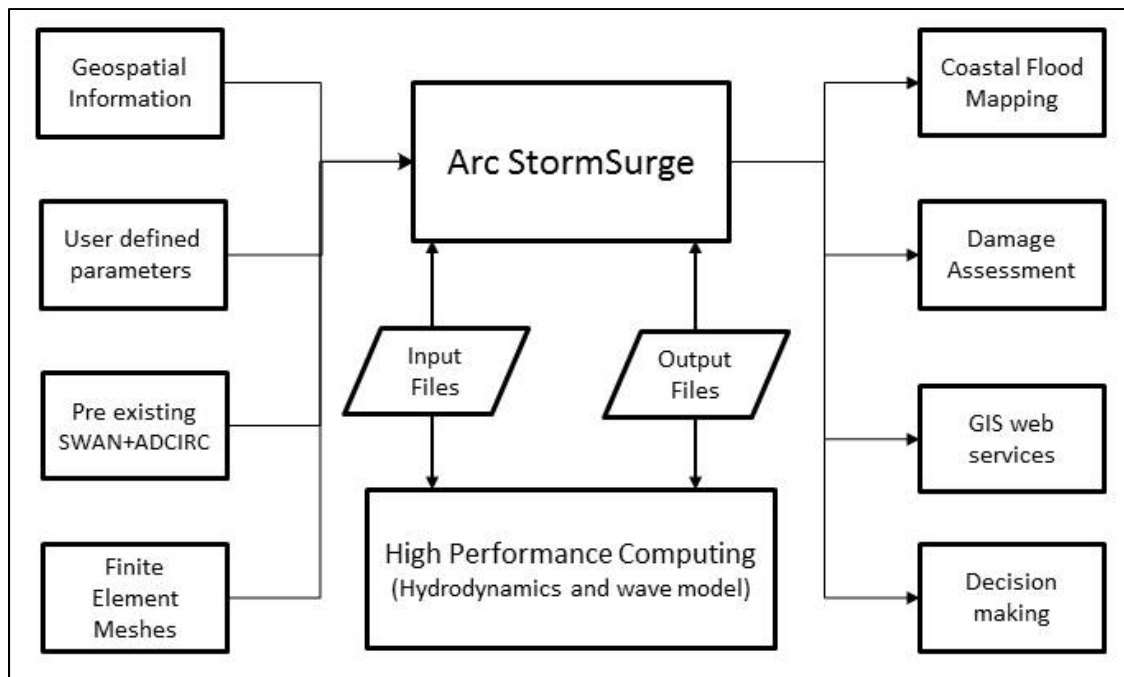 Geospatial
Information
User defined
parameters
Pre existing
SWAN+ADCIRC
Finite
Element
Meshes
Arc StormSurge
Input
Files
Output
Files
High Performance Computing
(Hydrodynamics and wave model)
Coastal Flood
Mapping
Damage
Assessment
GIS web
services
Decision
making